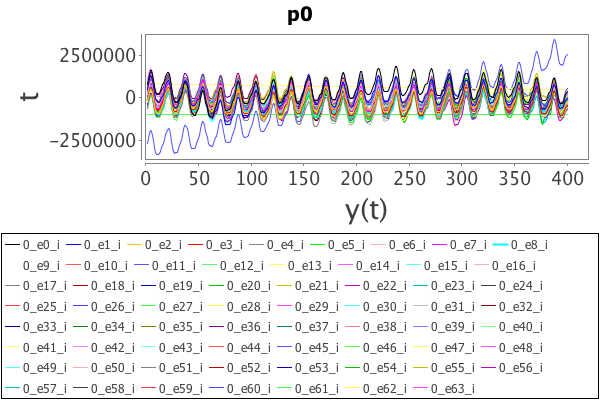 p0
t
2500000
0
−2500000
0 50 100 150 200 250 300 350 400
y(t)
0_e0_i 0_e1_i 0_e2_i 0_e3_i 0_e4_i 0_e5_i 0_e6_i 0_e7_i 0_e8_i
0_e9_i 0_e10_i 0_e11_i 0_e12_i 0_e13_i 0_e14_i 0_e15_i 0_e16_i
0_e17_i 0_e18_i 0_e19_i 0_e20_i 0_e21_i 0_e22_i 0_e23_i 0_e24_i
0_e25_i 0_e26_i 0_e27_i 0_e28_i 0_e29_i 0_e30_i 0_e31_i 0_e32_i
0_e33_i 0_e34_i 0_e35_i 0_e36_i 0_e37_i 0_e38_i 0_e39_i 0_e40_i
0_e41_i 0_e42_i 0_e43_i 0_e44_i 0_e45_i 0_e46_i 0_e47_i 0_e48_i
0_e49_i 0_e50_i 0_e51_i 0_e52_i 0_e53_i 0_e54_i 0_e55_i 0_e56_i
0_e57_i 0_e58_i 0_e59_i 0_e60_i 0_e61_i 0_e62_i 0_e63_i